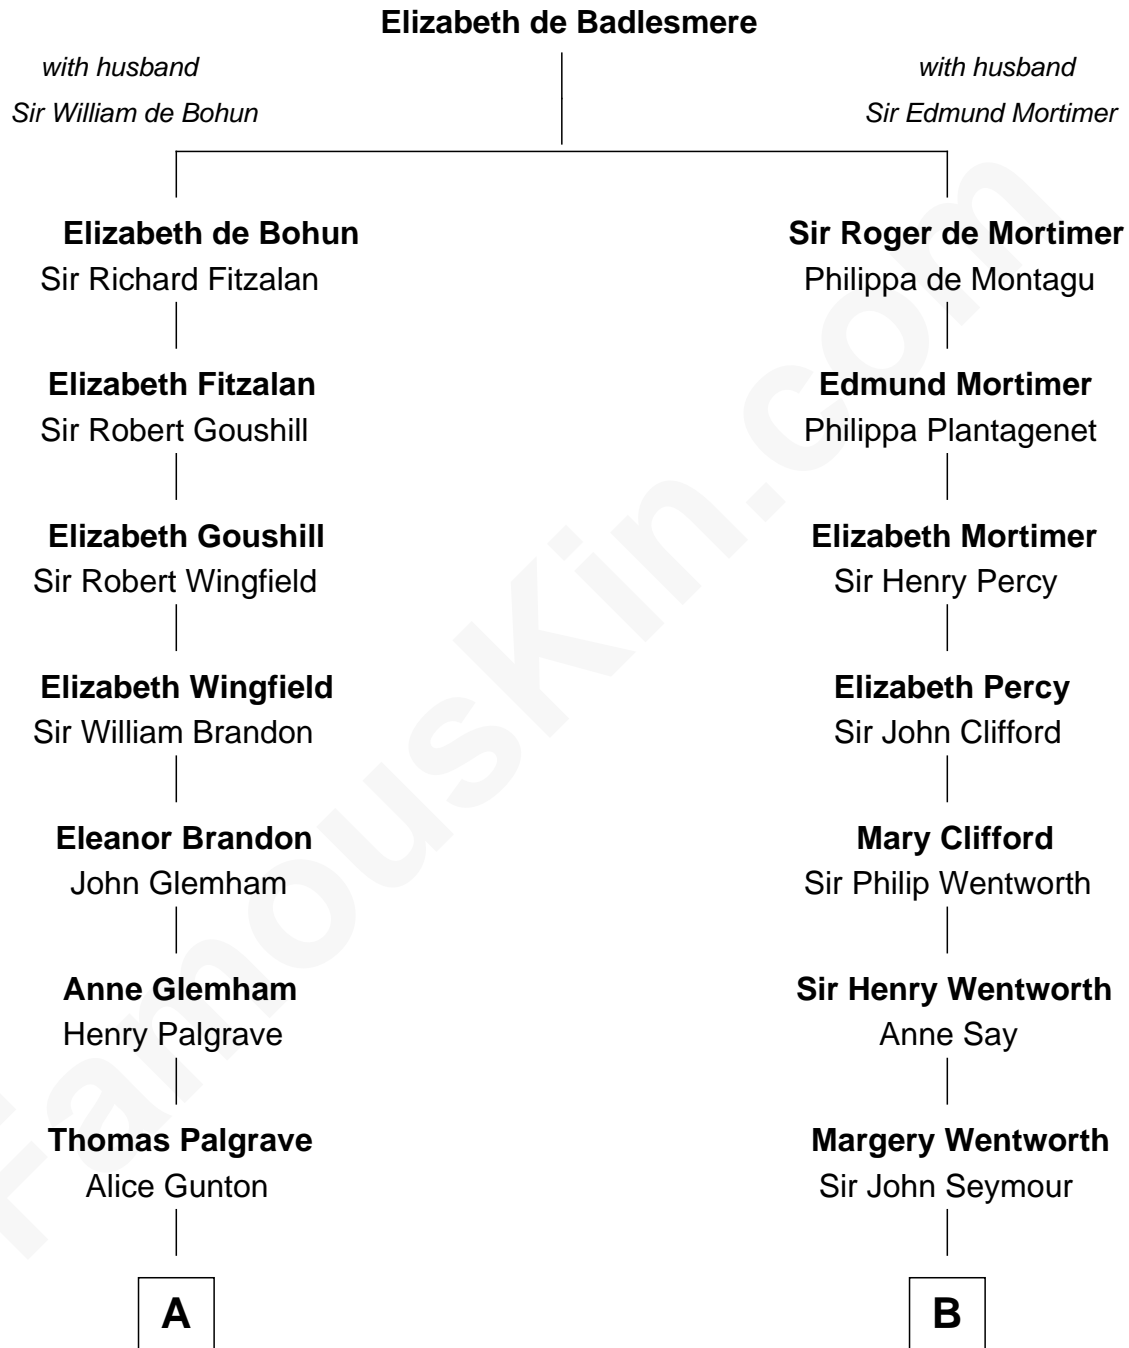 Elizabeth de Badlesmere
with husband
Sir William de Bohun
with husband
Sir Edmund Mortimer
Elizabeth de Bohun
Sir Richard Fitzalan
Sir Roger de Mortimer
Philippa de Montagu
Elizabeth Fitzalan
Sir Robert Goushill
Edmund Mortimer
Philippa Plantagenet
Elizabeth Goushill
Sir Robert Wingfield
Elizabeth Mortimer
Sir Henry Percy
Elizabeth Wingfield
Sir William Brandon
Elizabeth Percy
Sir John Clifford
Eleanor Brandon
John Glemham
Mary Clifford
Sir Philip Wentworth
Anne Glemham
Henry Palgrave
Sir Henry Wentworth
Anne Say
Thomas Palgrave
Alice Gunton
Margery Wentworth
Sir John Seymour
A
B
FamousKin.com